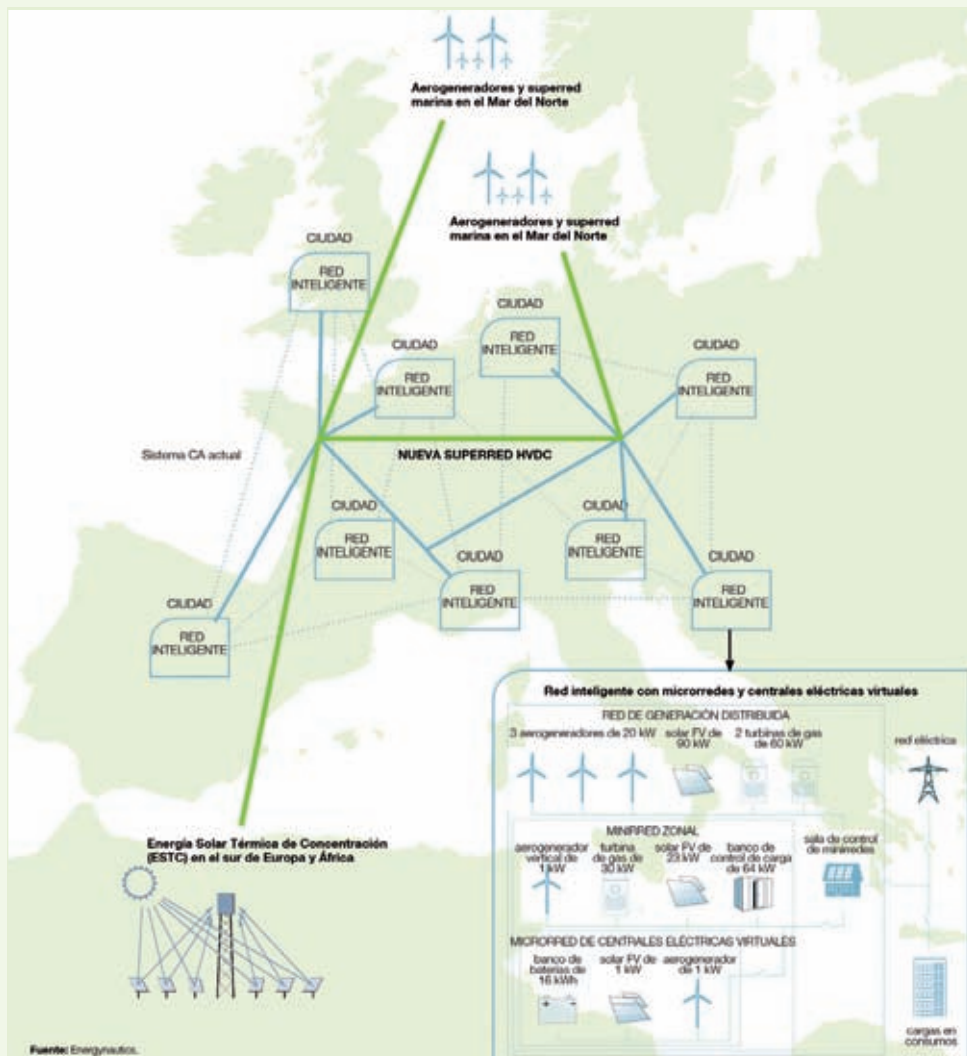 Aerogeneradores y superred
marina en el Mar del Norte
Aerogeneradores y superred
marina en el Mar del Norte
CIUDAD
RED
INTELIGENTE
CIUDAD
RED
INTELIGENTE
CIUDAD
RED
INTELIGENTE
CIUDAD
RED
INTELIGENTE
Sistema CA actual
NUEVA SUPERRED HVDC
CIUDAD
RED
INTELIGENTE
CIUDAD
RED
INTELIGENTE
CIUDAD
RED
INTELIGENTE
CIUDAD
RED
INTELIGENTE
CIUDAD
RED
INTELIGENTE
Energía Solar Térmica de Concentración
(ESTC) en el sur de Europa y África
Red inteligente con microrredes y centrales eléctricas virtuales
RED DE GENERACIÓN DISTRIBUIDA
3 aerogeneradores de 20 kW
solar FV de
90 kW
2 turbinas de gas
de 60 kW
red eléctrica
MINIRRED ZONAL
aerogenerador
vertical de
1 kW
turbina
de gas de
30 kW
solar FV de
23 kW
banco de
control de carga
de 64 kW
sala de control
de miniredes
MICRORRED DE CENTRALES ELÉCTRICAS VIRTUALES
banco de
baterías de
16 kWh
solar FV de
1 kW
aerogenerador
de 1 kW
cargas en
consumos
Fuente: Energynautics.